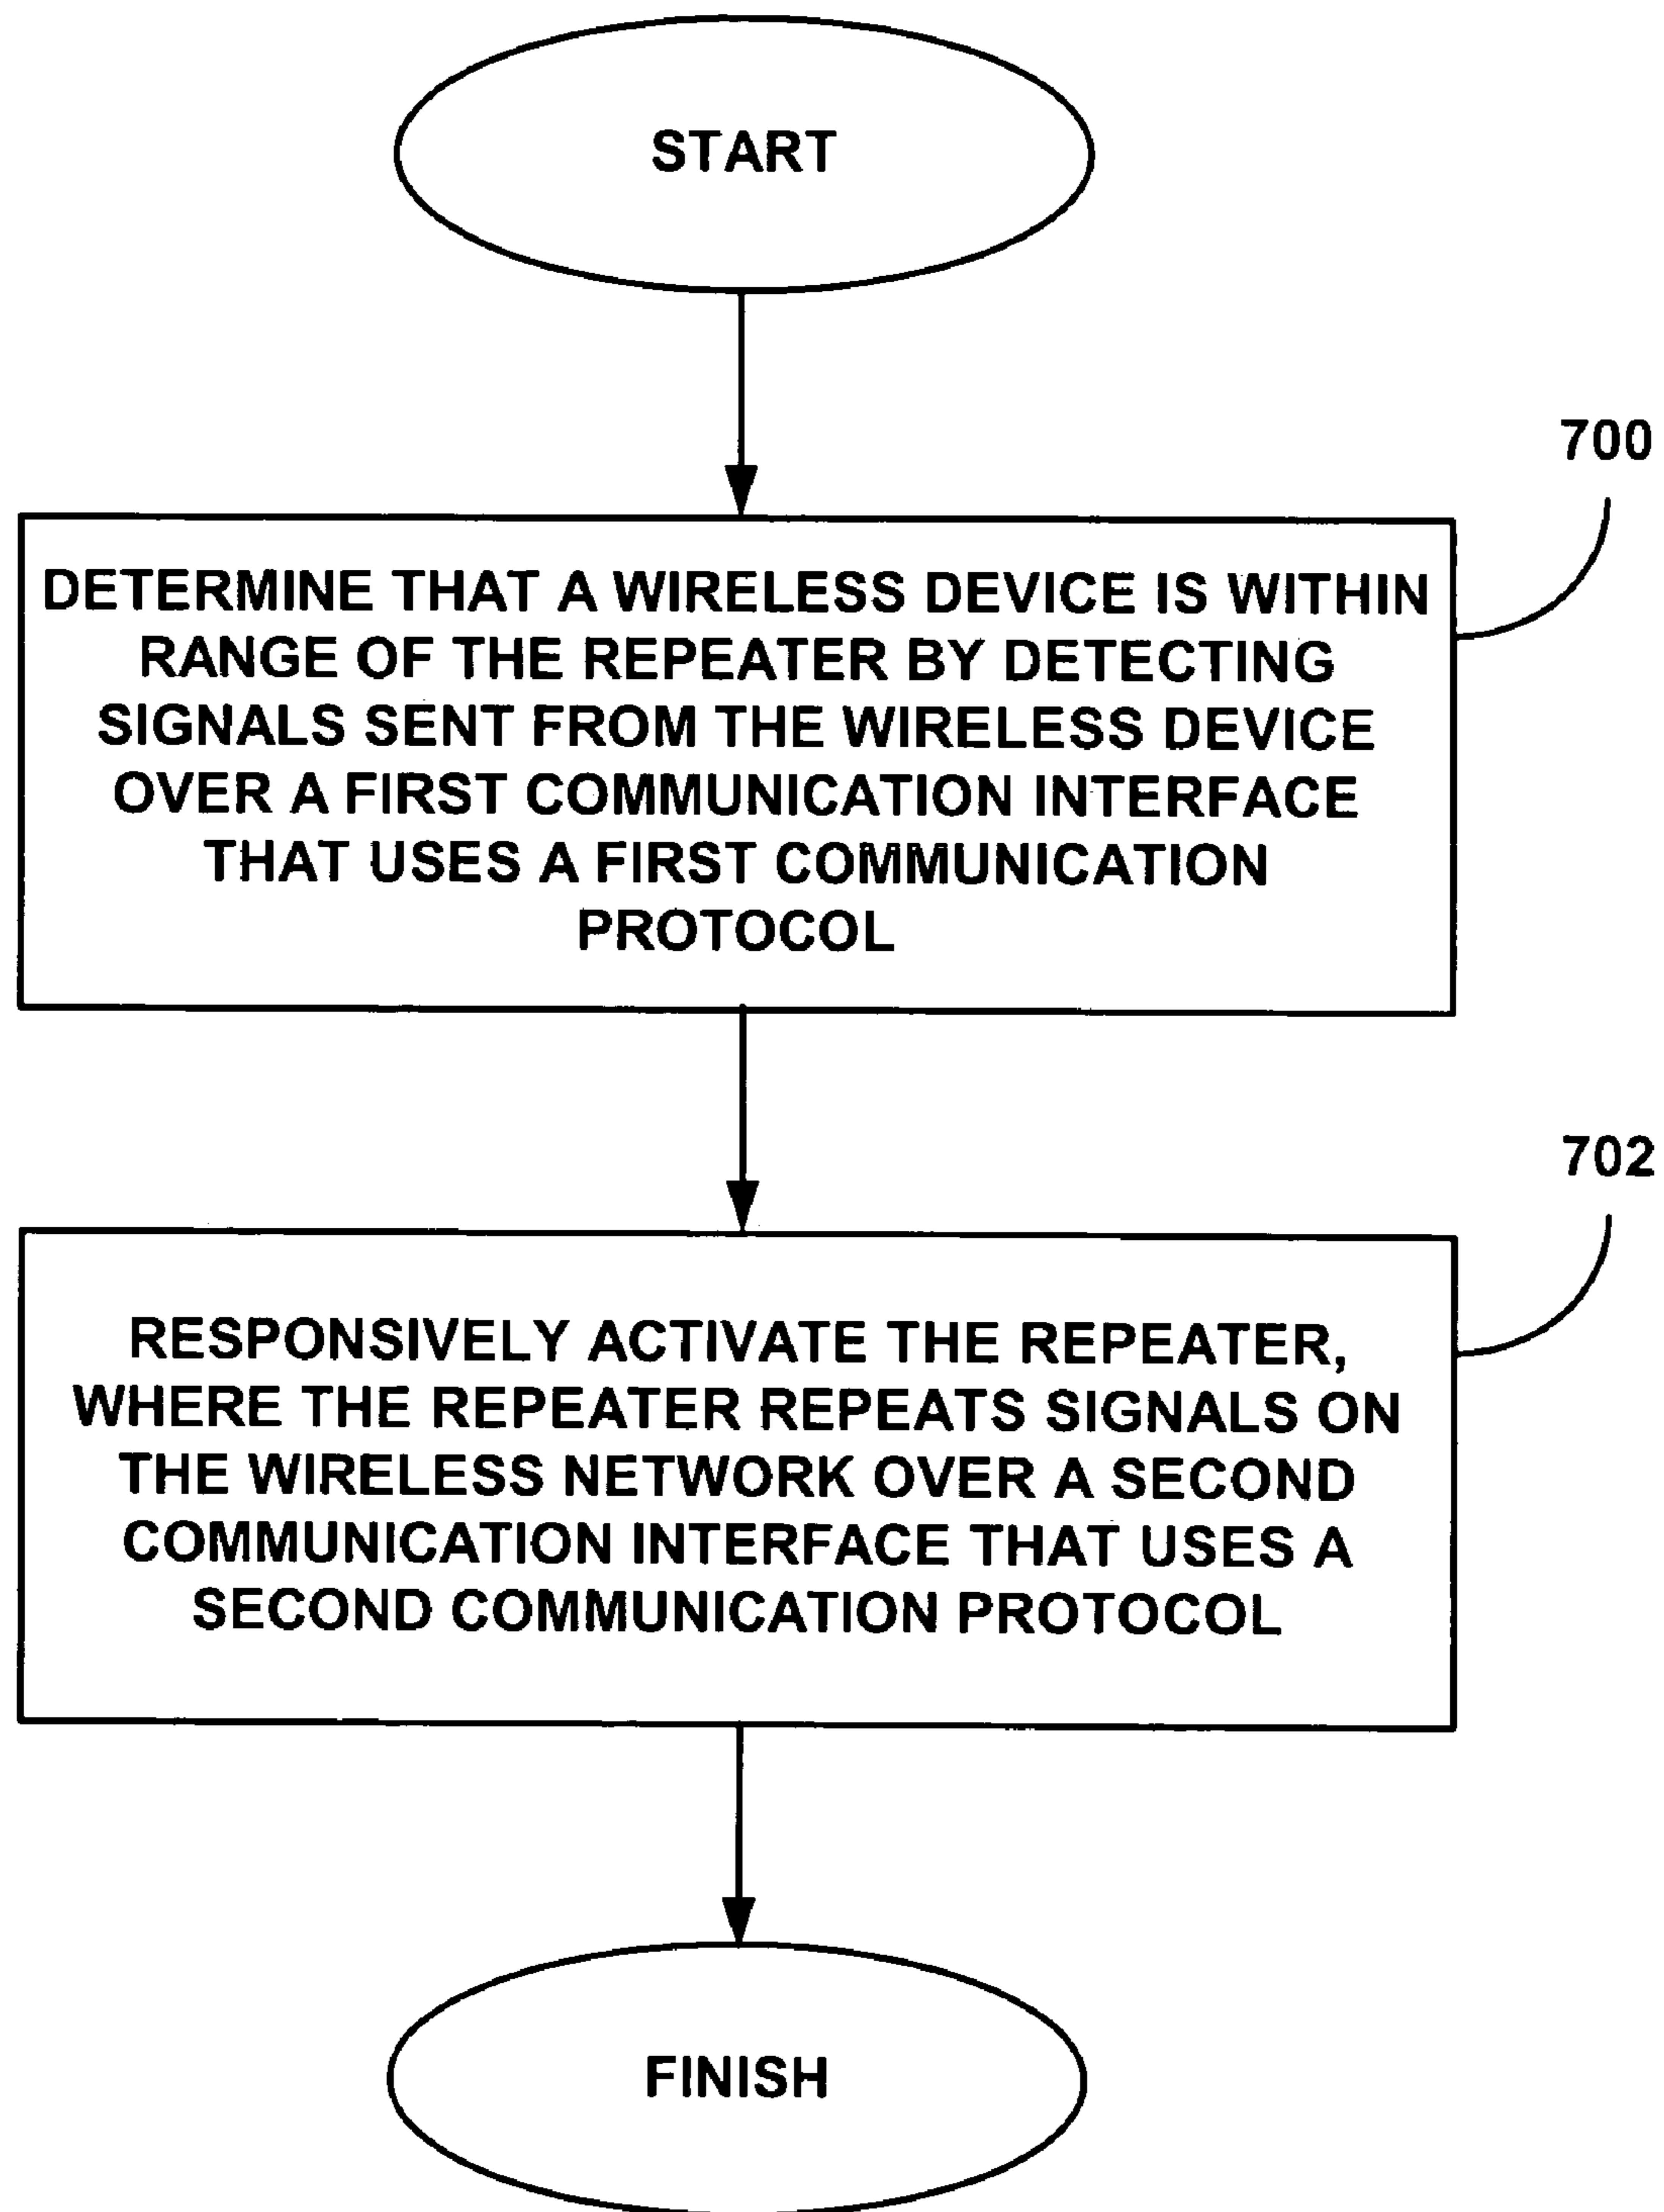 START
700
DETERMINE THAT A WIRELESS DEVICE IS WITHIN
RANGE OF THE REPEATER BY DETECTING
SIGNALS SENT FROM THE WIRELESS DEVICE
OVER A FIRST COMMUNICATION INTERFACE
THAT USES A FIRST COMMUNICATION
PROTOCOL
702
RESPONSIVELY ACTIVATE THE REPEATER,
WHERE THE REPEATER REPEATS SIGNALS ON
THE WIRELESS NETWORK OVER A SECOND
COMMUNICATION INTERFACE THAT USES A
SECOND COMMUNICATION PROTOCOL
FINISH